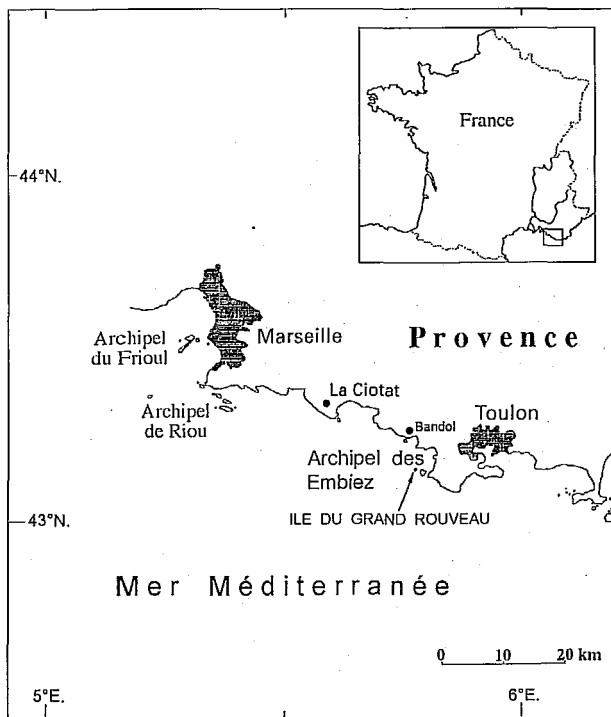 France
44°N.
Marseille
Provence
Archipel
du Frioul
La Ciotat
Archipel
de Riou
Bandol
Toulon
Archipel des
Embiez
ILE DU GRAND ROUVEAU
43°N.
Mer Méditerranée
0 10 20 km
5°E.
6°E.